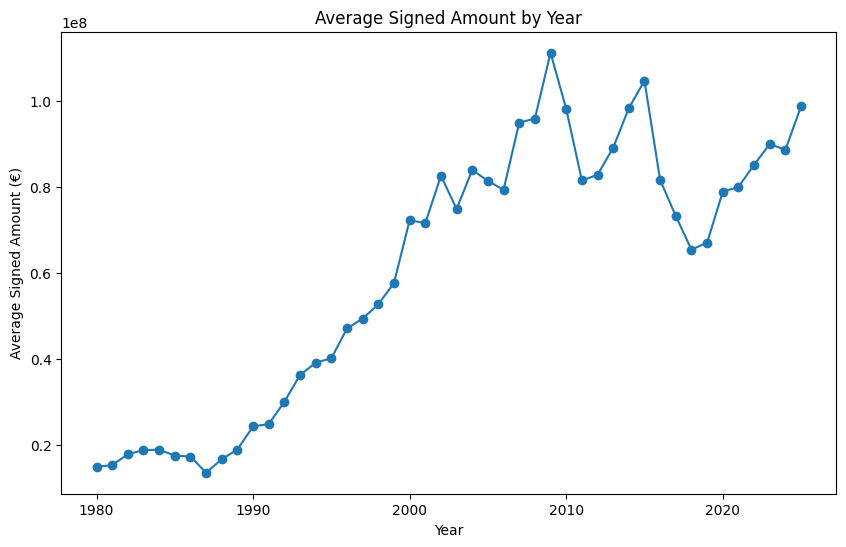 Average Signed Amount by Year
1e8
1.0
0.8
0.6
0.4
0.2
Average Signed Amount (€)
1980 1990 2000 2010 2020
Year